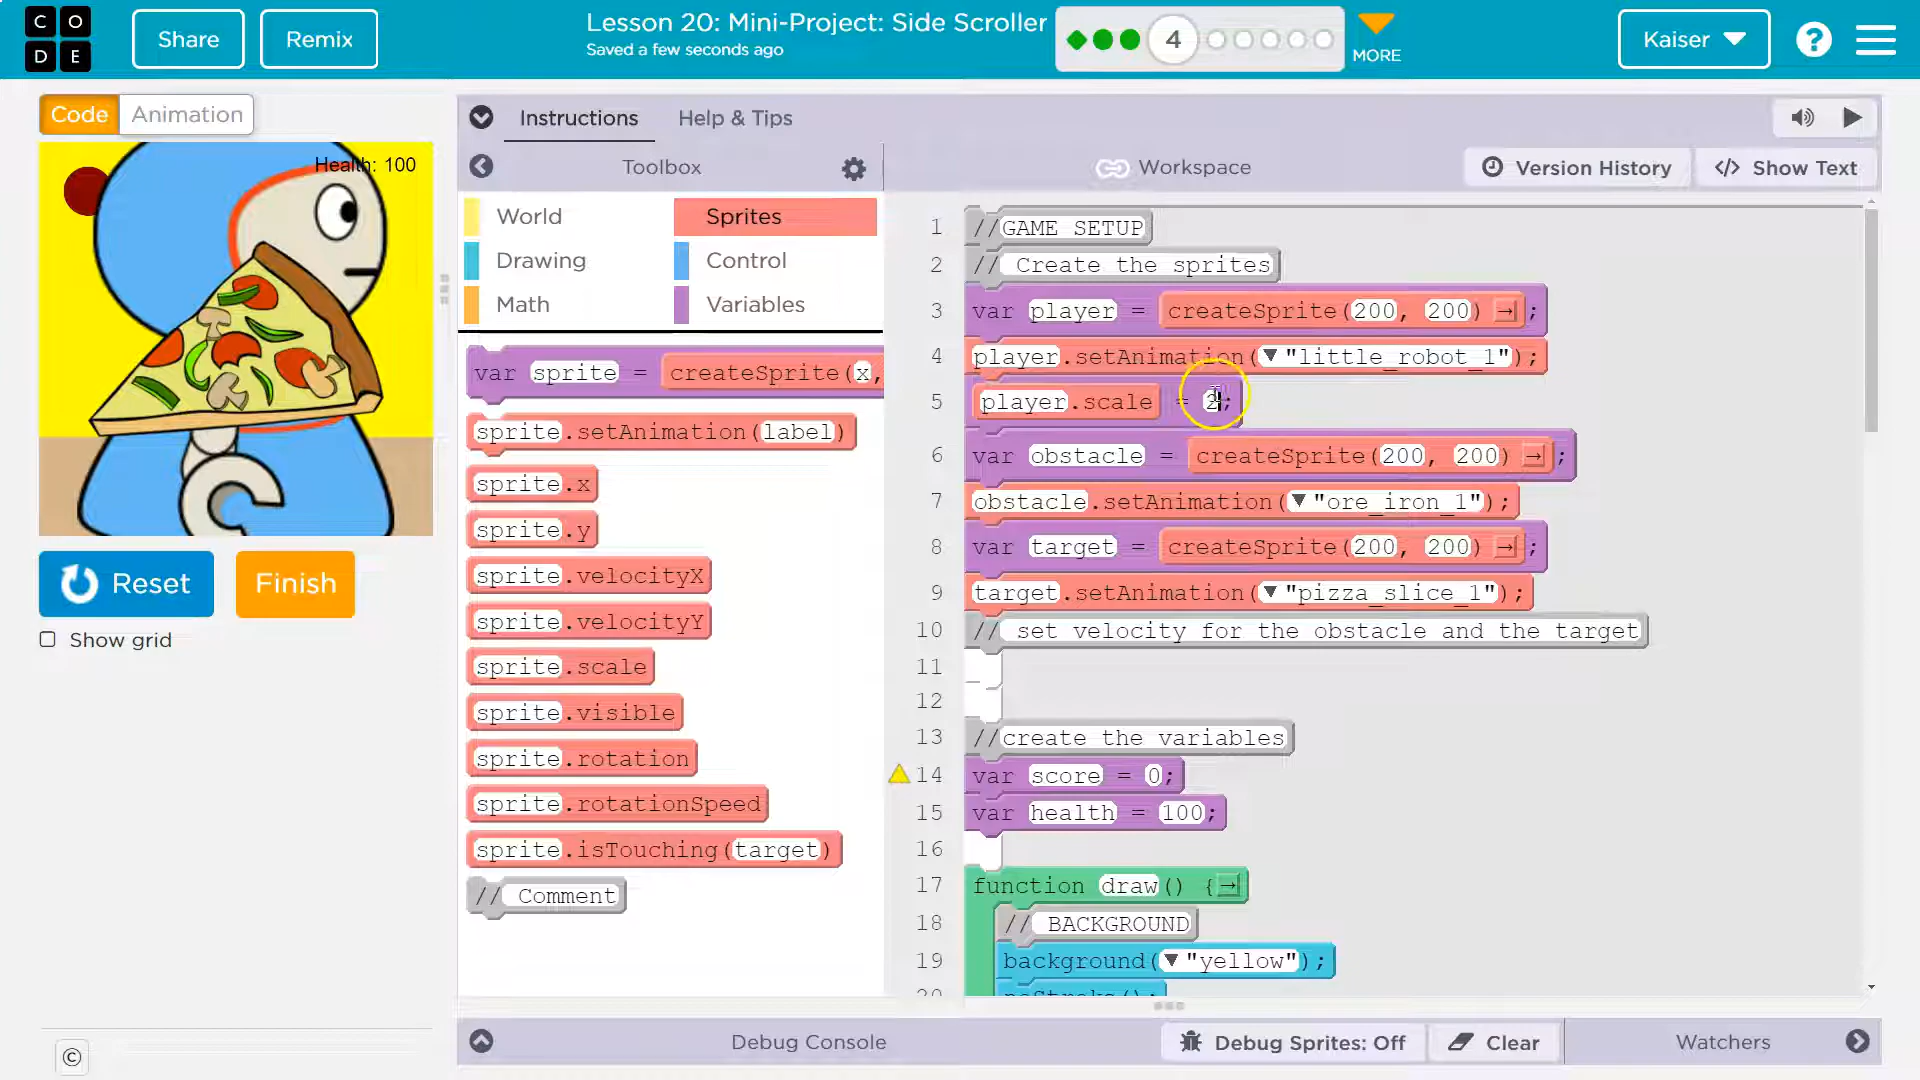 CODE
Share
Remix
Lesson 20: Mini-Project: Side Scroller
Saved a few seconds ago
4
MORE
Kaiser
?
Code
Animation
Health: 100
Reset
Finish
Show grid
©
Instructions
Help & Tips
Toolbox
Workspace
Version History
</> Show Text
World
Sprites
Drawing
Control
Math
Variables
var sprite = createSprite(x,
sprite.setAnimation(label)
sprite.x
sprite.y
sprite.velocityX
sprite.velocityY
sprite.scale
sprite.visible
sprite.rotation
sprite.rotationSpeed
sprite.isTouching(target)
// Comment
1 //GAME SETUP
2 // Create the sprites
3 var player = createSprite(200, 200);
4 player.setAnimation("little_robot_1");
5 player.scale = 2;
6 var obstacle = createSprite(200, 200);
7 obstacle.setAnimation("ore_iron_1");
8 var target = createSprite(200, 200);
9 target.setAnimation("pizza_slice_1");
10 // set velocity for the obstacle and the target
11
12
13 //create the variables
14 var score = 0;
15 var health = 100;
16
17 function draw() {
18 // BACKGROUND
19 background("yellow");
20 noStroke();
Debug Console
Debug Sprites: Off
Clear
Watchers